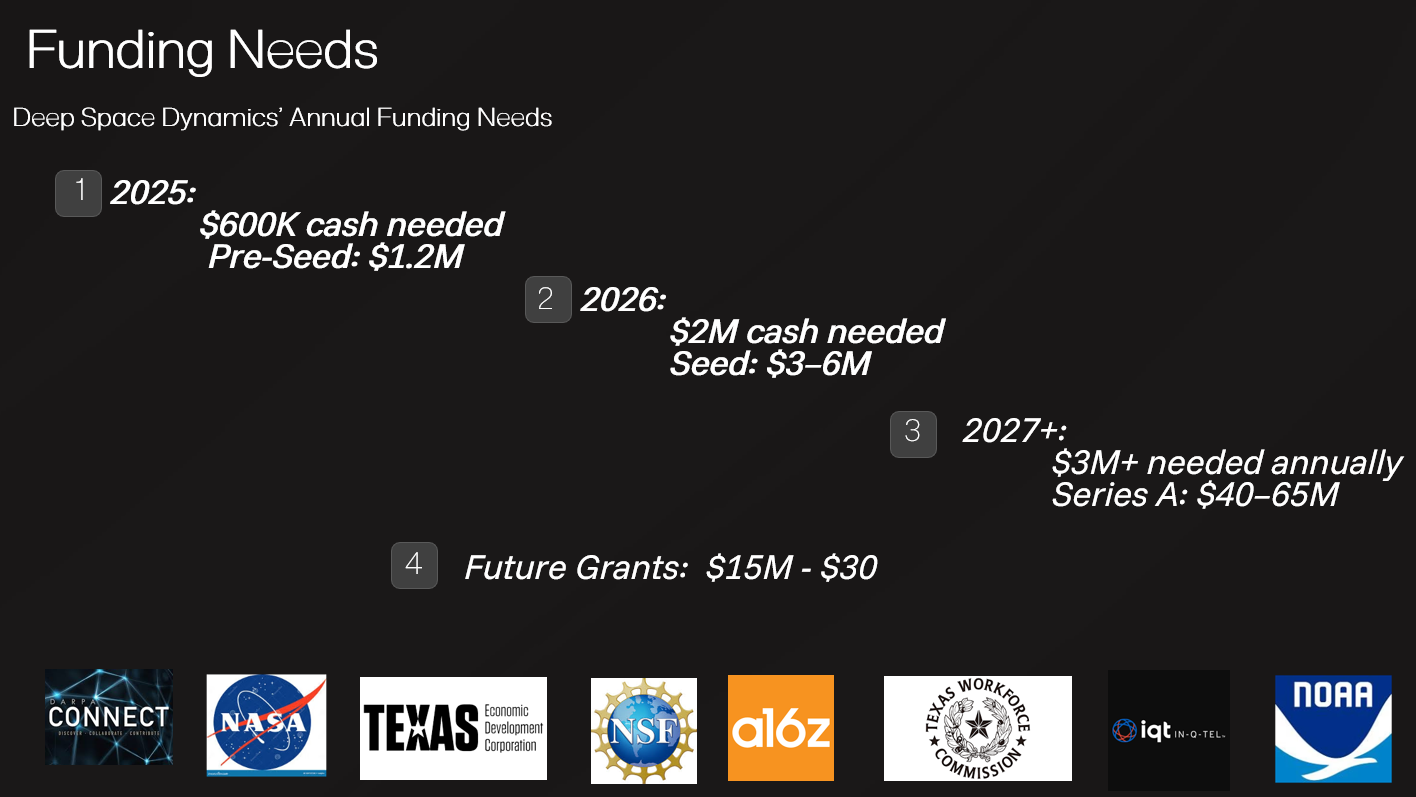 Funding Needs
Deep Space Dynamics’ Annual Funding Needs
1
2025:
$600K cash needed
Pre-Seed: $1.2M
2
2026:
$2M cash needed
Seed: $3–6M
3
2027+:
$3M+ needed annually
Series A: $40–65M
4
Future Grants: $15M - $30
DARPA
CONNECT
DISCOVER · COLLABORATE · CONTRIBUTE
NASA
TEXAS
Economic
Development
Corporation
NSF
a16z
TEXAS WORKFORCE
COMMISSION
iqt IN-Q-TEL
NOAA